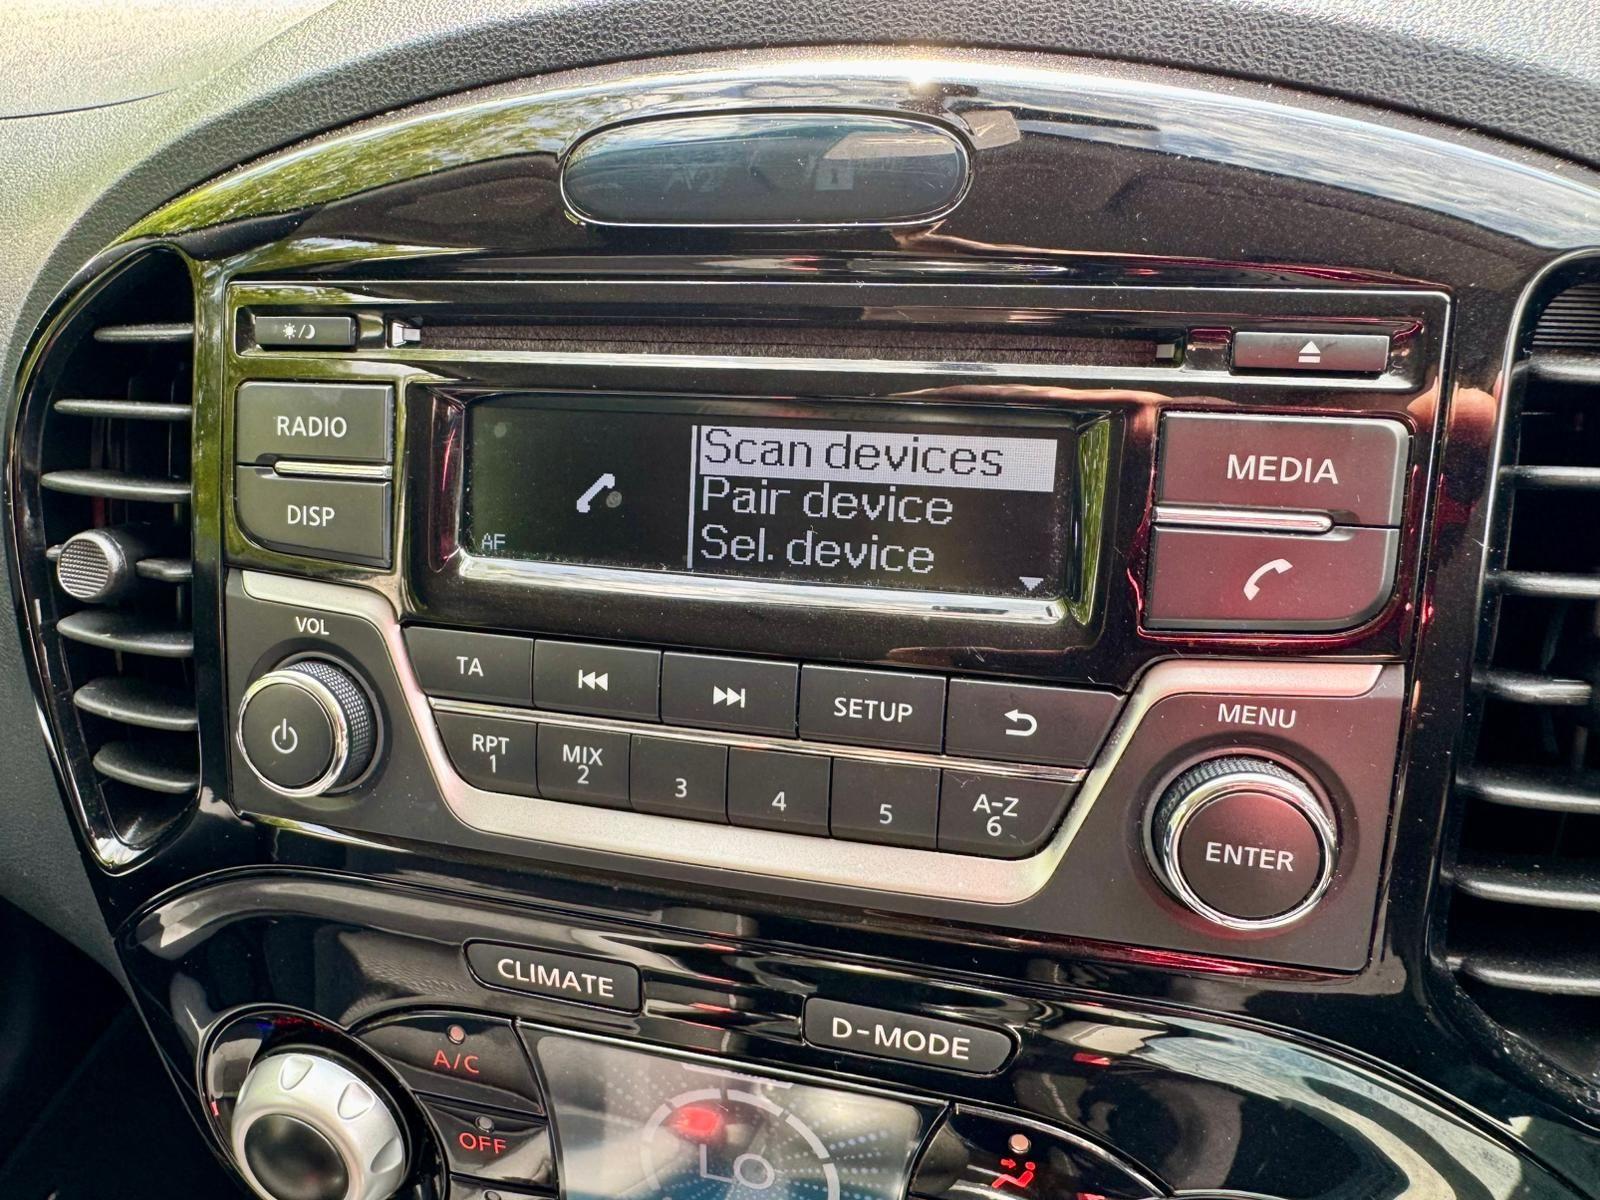 RADIO
DISP
AF
Scan devices
Pair device
Sel. device
MEDIA
VOL
TA
SETUP
MENU
RPT
1
MIX
2
3
4
5
A-Z
6
ENTER
CLIMATE
D-MODE
A/C
OFF
LO